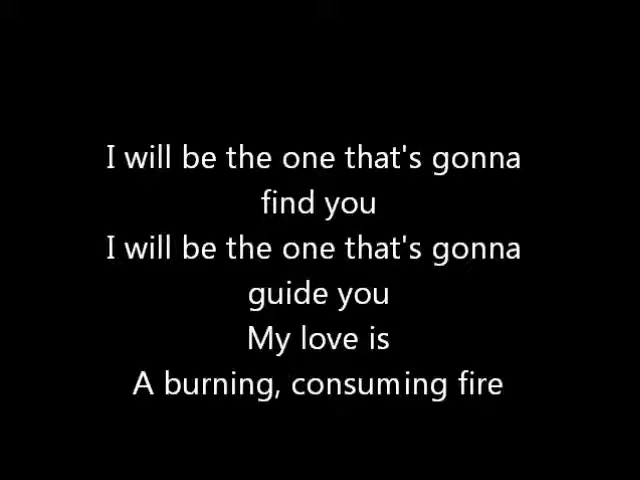 I will be the one that's gonna
find you
I will be the one that's gonna
guide you
My love is
A burning, consuming fire